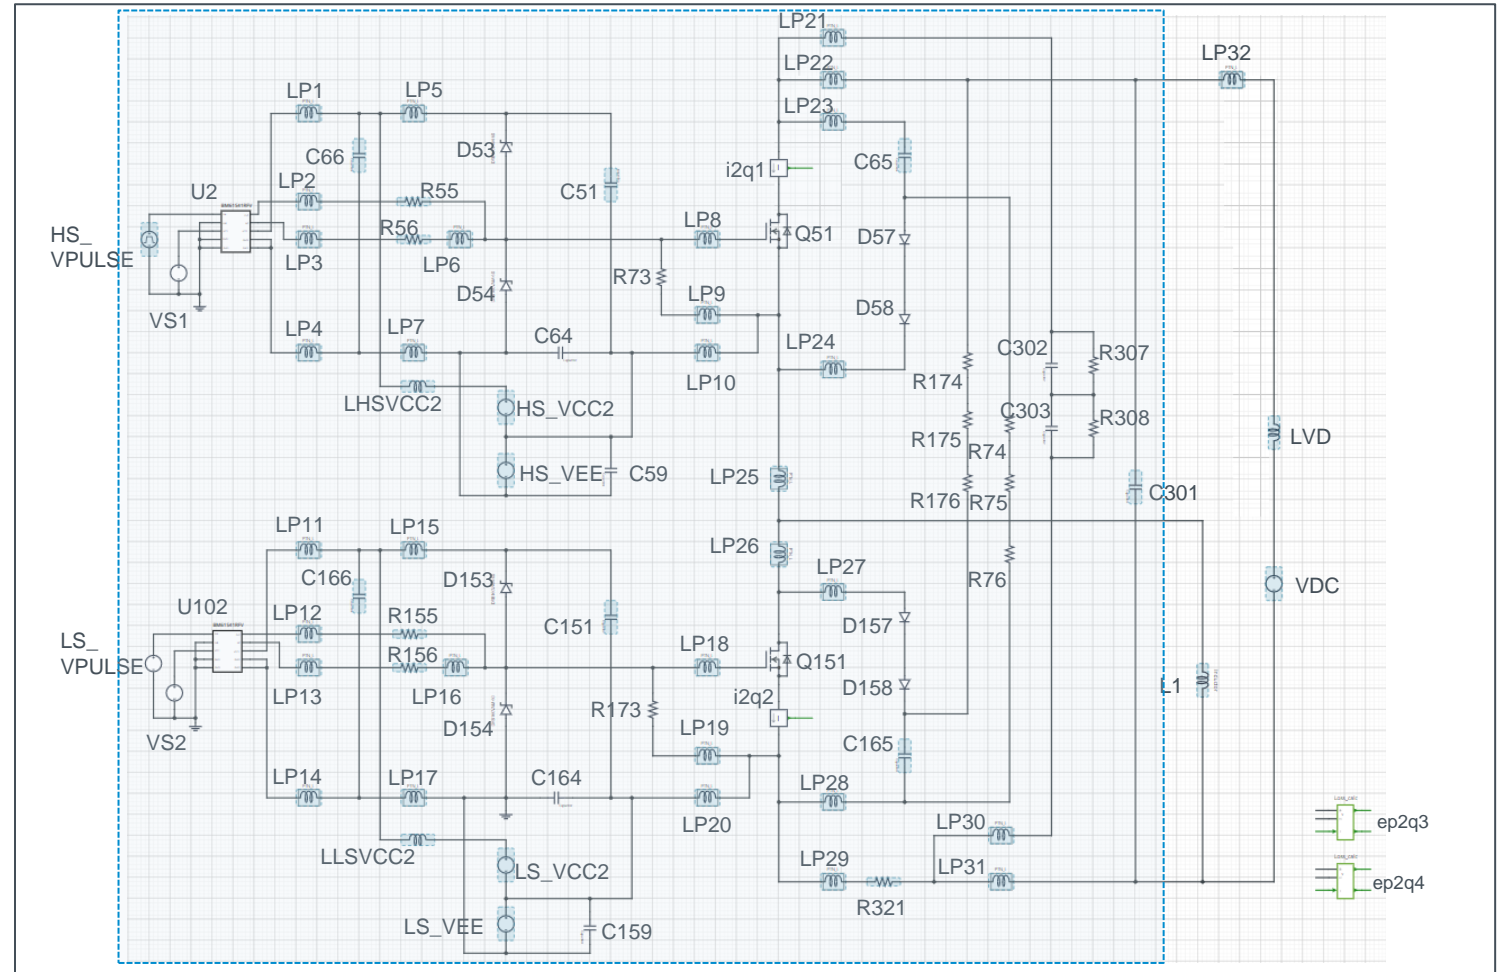 LP21
LP32
LP22
LP1
LP5
LP23
D53
C66
C65
i2q1
LP2
U2
R55
C51
LP8
HS_
VPULSE
R56
Q51
D57
LP3
LP6
R73
D54
LP9
D58
VS1
LP4
LP7
C64
LP24
C302
R307
LP10
R174
LHSVCC2
HS_VCC2
C303
R308
R175
R74
LVD
HS_VEE
C59
LP25
R176
R75
C301
LP11
LP15
LP26
LP27
C166
D153
R76
VDC
U102
LP12
R155
C151
D157
LS_
VPULSE
R156
LP18
Q151
LP13
LP16
D158
L1
i2q2
R173
D154
VS2
LP19
C165
LP14
LP17
C164
LP28
LP20
LP30
ep2q3
LLSVCC2
LS_VCC2
LP29
LP31
ep2q4
R321
LS_VEE
C159